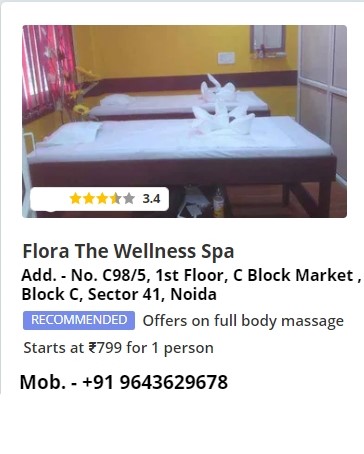 3.4
Flora The Wellness Spa
Add. - No. C98/5, 1st Floor, C Block Market ,
Block C, Sector 41, Noida
RECOMMENDED Offers on full body massage
Starts at ₹799 for 1 person
Mob. - +91 9643629678